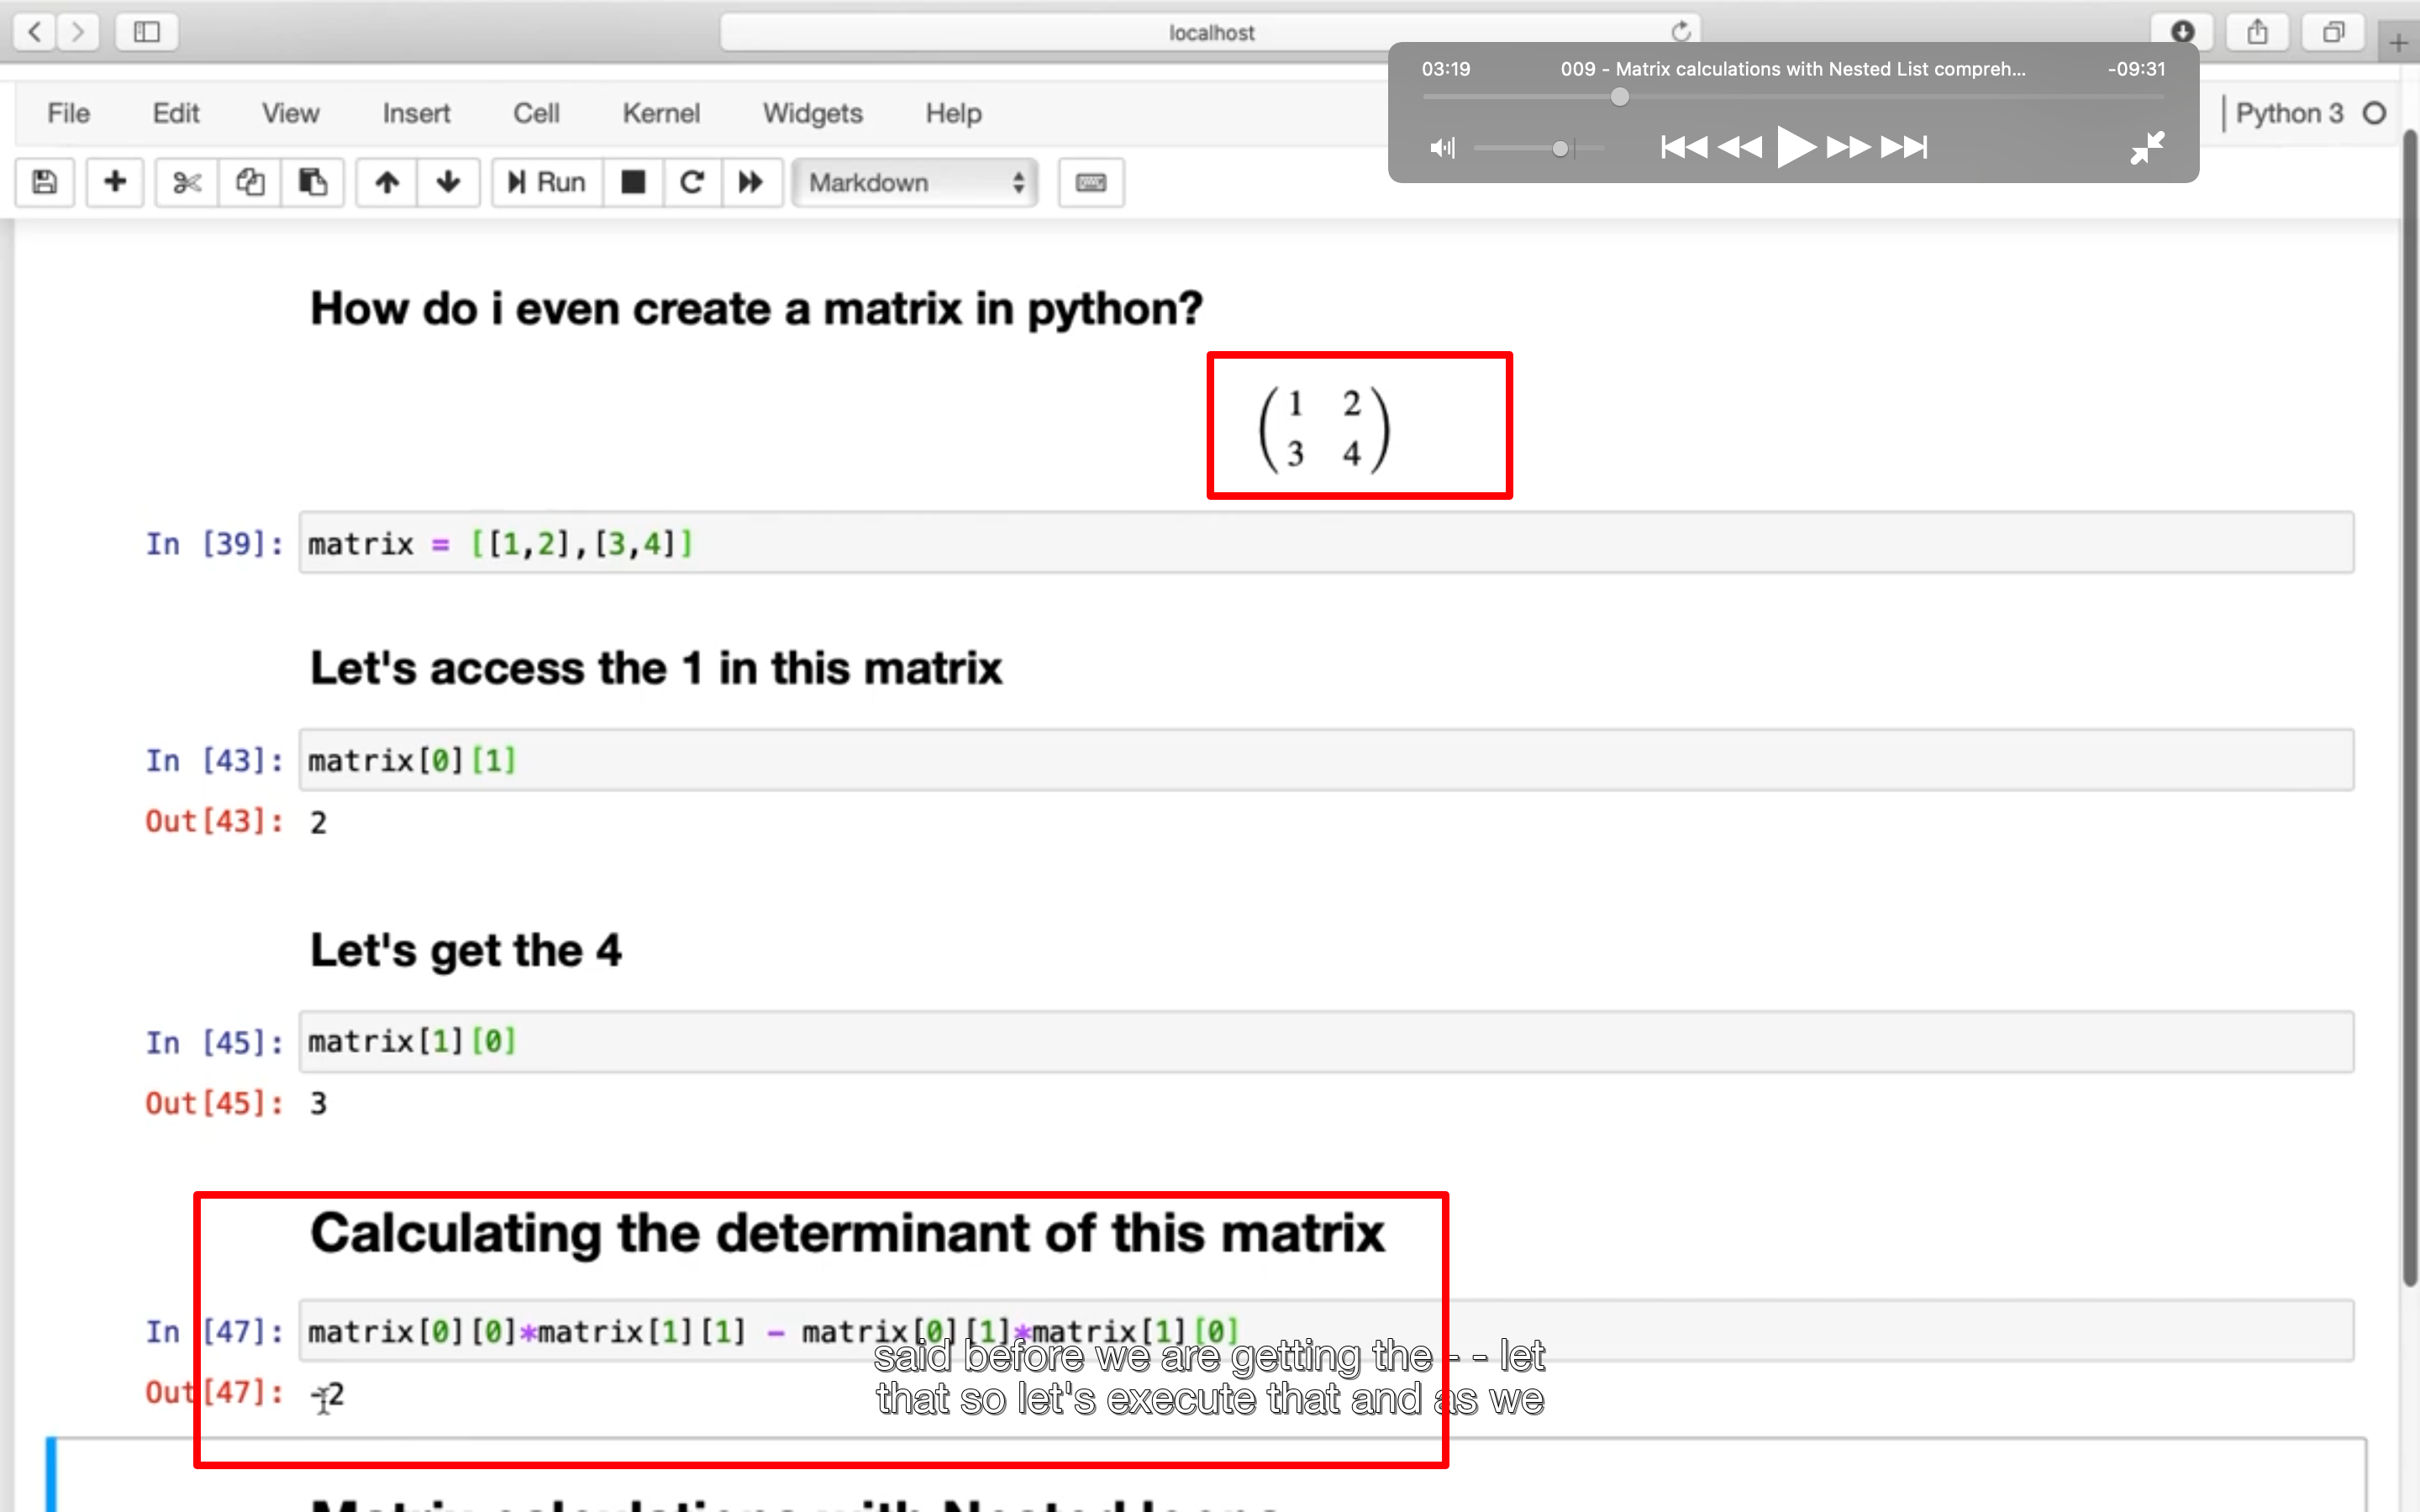 localhost
03:19 009 - Matrix calculations with Nested List compreh... -09:31
File Edit View Insert Cell Kernel Widgets Help Python 3
Run Markdown
How do i even create a matrix in python?
1 2
3 4
In [39]: matrix = [[1,2],[3,4]]
Let's access the 1 in this matrix
In [43]: matrix[0][1]
Out[43]: 2
Let's get the 4
In [45]: matrix[1][0]
Out[45]: 3
Calculating the determinant of this matrix
In [47]: matrix[0][0]*matrix[1][1] - matrix[0][1]*matrix[1][0]
said before we are getting the - - let
Out[47]: -2
that so let's execute that and as we